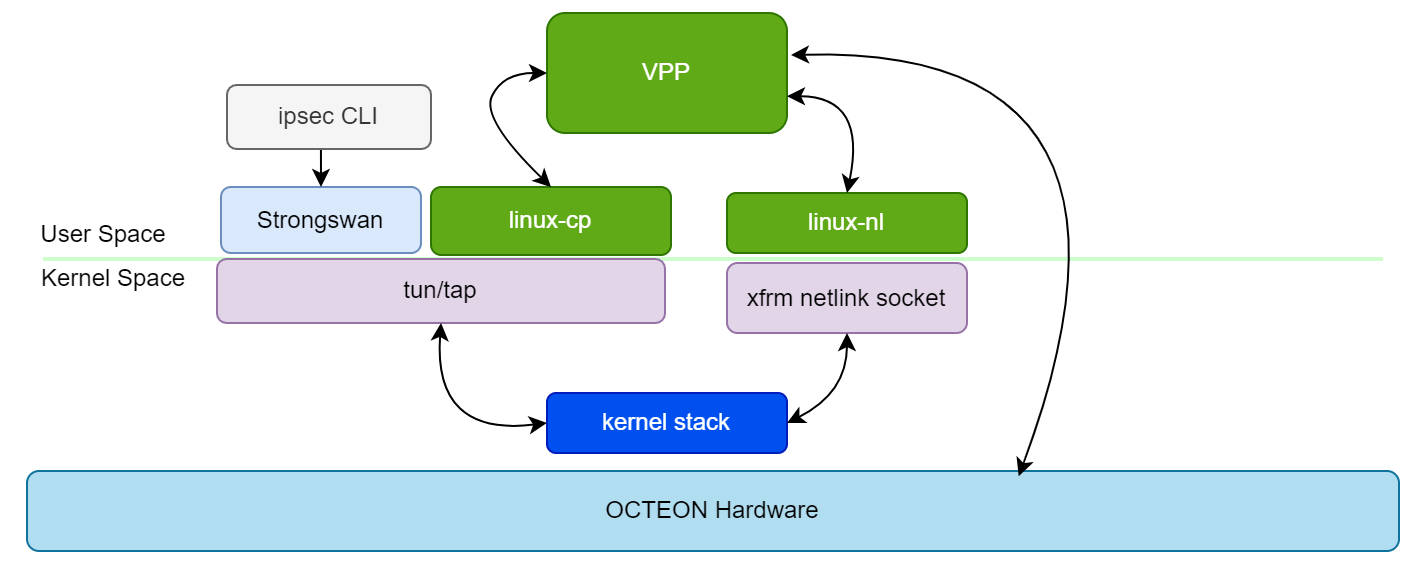 VPP
ipsec CLI
Strongswan
linux-cp
linux-nl
User Space
Kernel Space
tun/tap
xfrm netlink socket
kernel stack
OCTEON Hardware